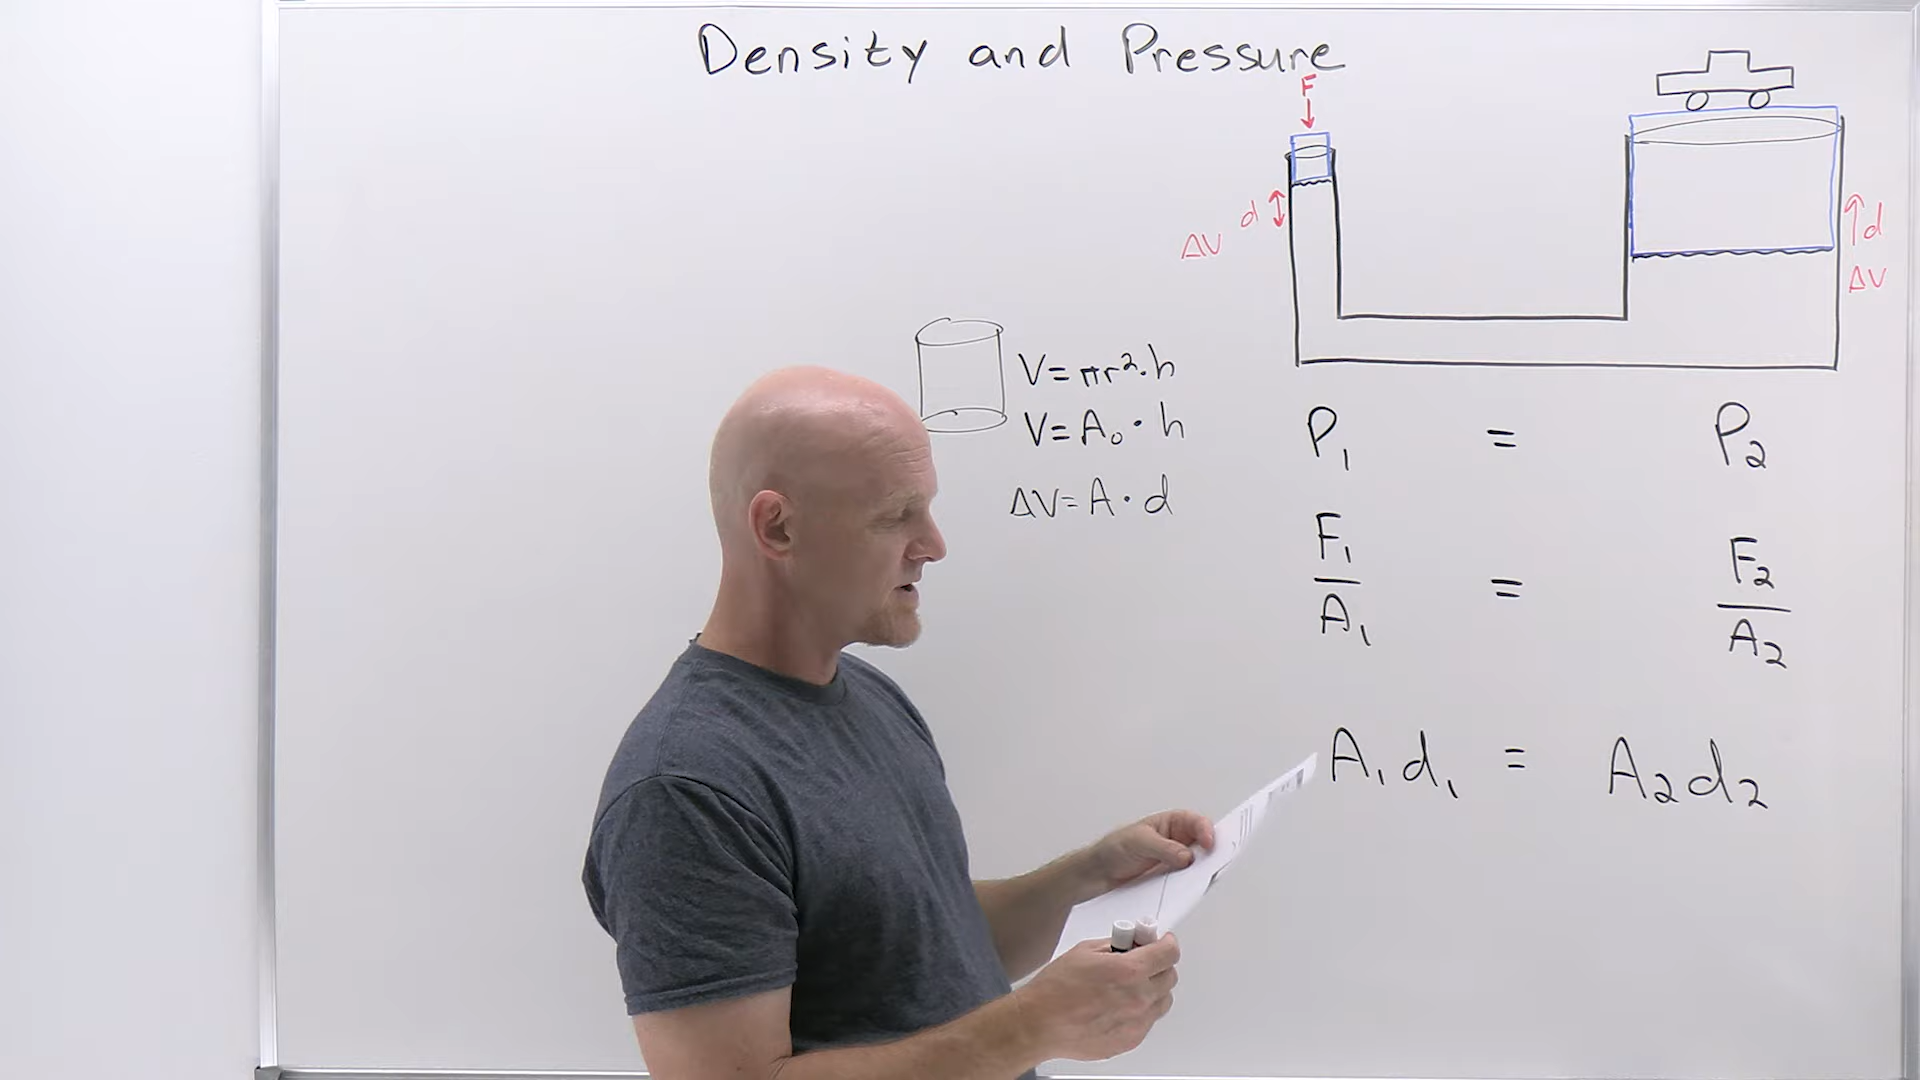 Density and Pressure
F
d
ΔV
d
ΔV
V=πr²·h
V=A₀·h
ΔV=A·d
P₁ = P₂
F₁/A₁ = F₂/A₂
A₁d₁ = A₂d₂